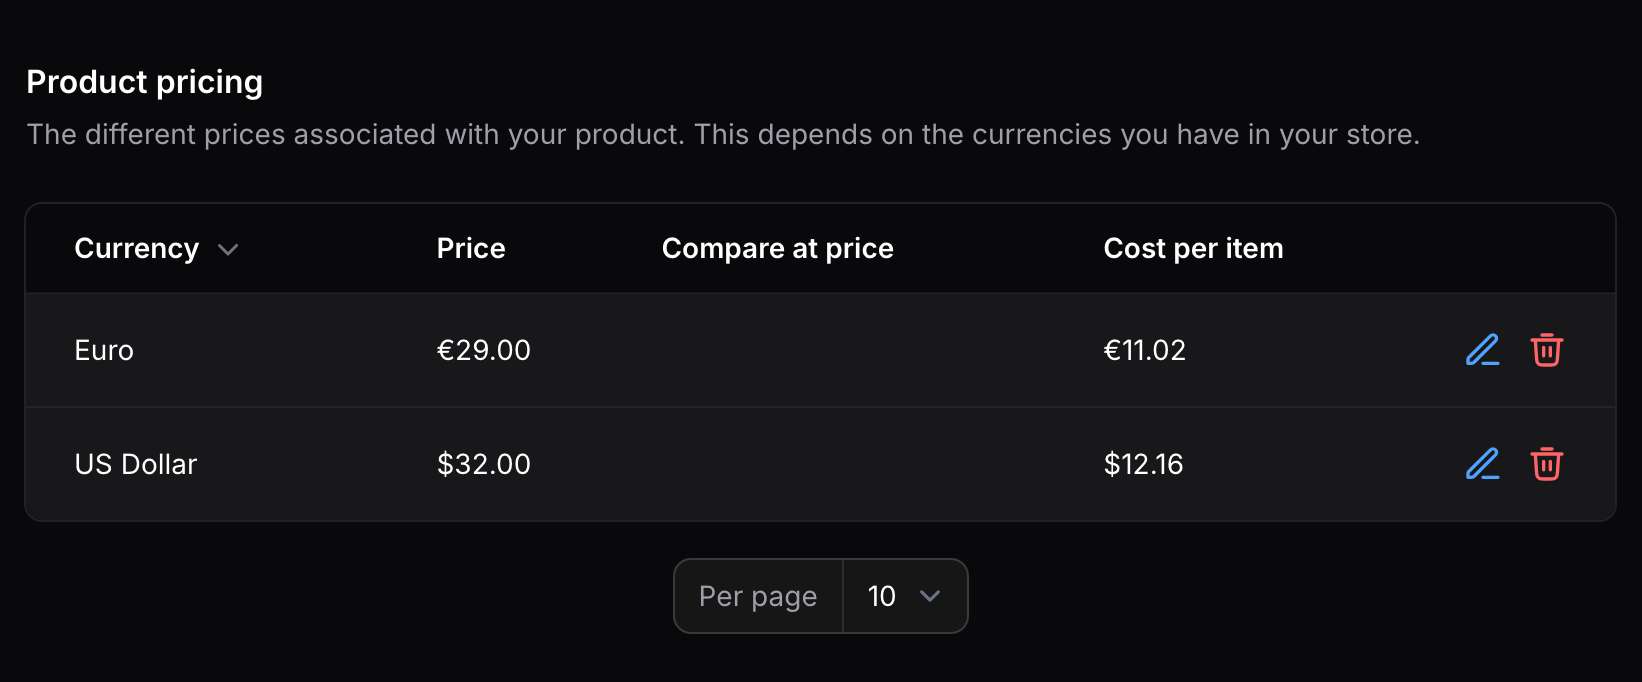 Product pricing
The different prices associated with your product. This depends on the currencies you have in your store.
Currency Price Compare at price Cost per item
Euro €29.00 €11.02
US Dollar $32.00 $12.16
Per page 10